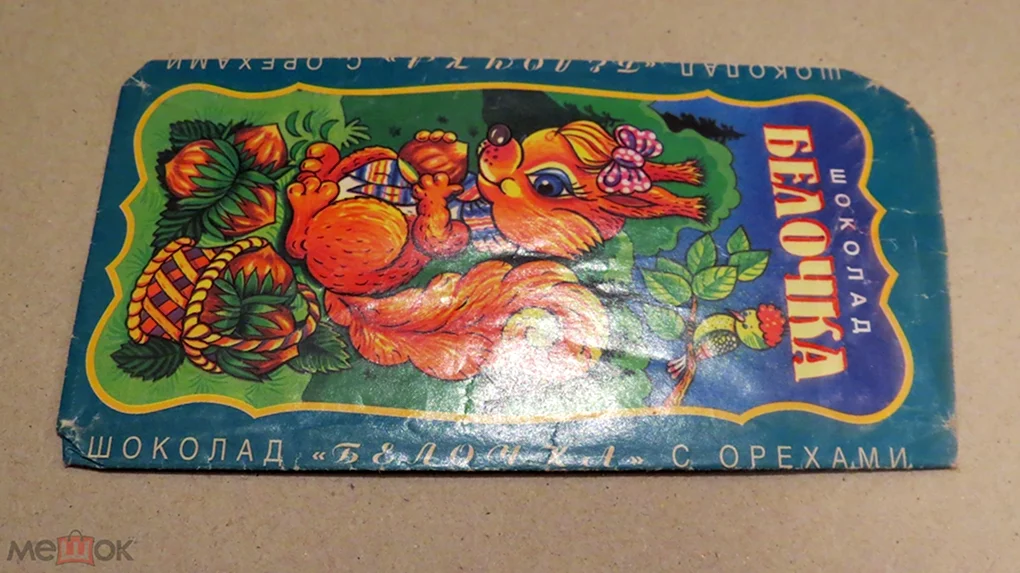 ШОКОЛАД «БЕЛОЧКА» С ОРЕХАМИ
ШОКОЛАД
БЕЛОЧКА
ШОКОЛАД «БЕЛОЧКА» С ОРЕХАМИ
мешок